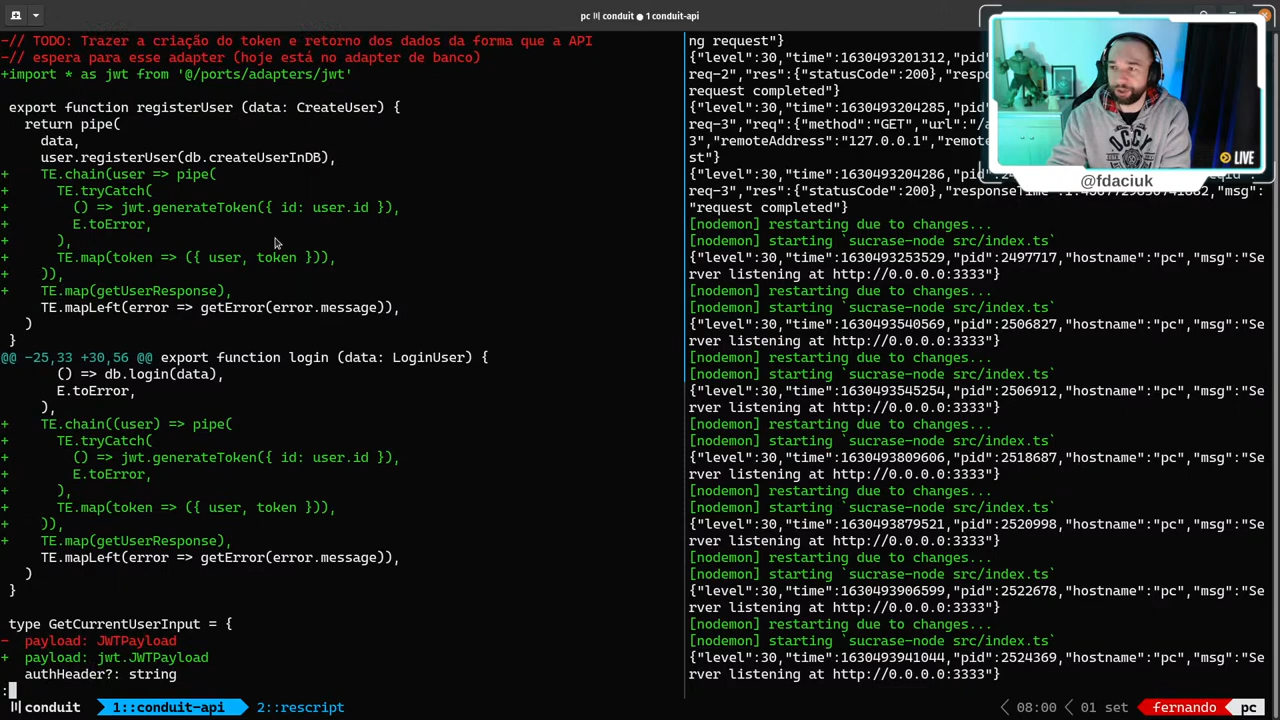 pc conduit ● 1 conduit-api
-// TODO: Trazer a criação do token e retorno dos dados da forma que a API
-// espera para esse adapter (hoje está no adapter de banco)
+import * as jwt from '@/ports/adapters/jwt'
export function registerUser (data: CreateUser) {
return pipe(
data,
user.registerUser(db.createUserInDB),
+ TE.chain(user => pipe(
+ TE.tryCatch(
+ () => jwt.generateToken({ id: user.id }),
+ E.toError,
+ ),
+ TE.map(token => ({ user, token })),
+ )),
+ TE.map(getUserResponse),
TE.mapLeft(error => getError(error.message)),
)
}
@@ -25,33 +30,56 @@ export function login (data: LoginUser) {
() => db.login(data),
E.toError,
),
+ TE.chain((user) => pipe(
+ TE.tryCatch(
+ () => jwt.generateToken({ id: user.id }),
+ E.toError,
+ ),
+ TE.map(token => ({ user, token })),
+ )),
+ TE.map(getUserResponse),
TE.mapLeft(error => getError(error.message)),
)
}
type GetCurrentUserInput = {
- payload: JWTPayload
+ payload: jwt.JWTPayload
authHeader?: string
:
ng request"}
{"level":30,"time":1630493201312,"pid"
req-2","res":{"statusCode":200},"respo
request completed"}
{"level":30,"time":1630493204285,"pid"
req-3","req":{"method":"GET","url":"/a
3","remoteAddress":"127.0.0.1","remote
st"}
{"level":30,"time":1630493204286,"pid":2
req-3","res":{"statusCode":200},"responseTime":
"request completed"}
[nodemon] restarting due to changes...
[nodemon] starting `sucrase-node src/index.ts`
{"level":30,"time":1630493253529,"pid":2497717,"hostname":"pc","msg":"Se
rver listening at http://0.0.0.0:3333"}
[nodemon] restarting due to changes...
[nodemon] starting `sucrase-node src/index.ts`
{"level":30,"time":1630493540569,"pid":2506827,"hostname":"pc","msg":"Se
rver listening at http://0.0.0.0:3333"}
[nodemon] restarting due to changes...
[nodemon] starting `sucrase-node src/index.ts`
{"level":30,"time":1630493545254,"pid":2506912,"hostname":"pc","msg":"Se
rver listening at http://0.0.0.0:3333"}
[nodemon] restarting due to changes...
[nodemon] starting `sucrase-node src/index.ts`
{"level":30,"time":1630493809606,"pid":2518687,"hostname":"pc","msg":"Se
rver listening at http://0.0.0.0:3333"}
[nodemon] restarting due to changes...
[nodemon] starting `sucrase-node src/index.ts`
{"level":30,"time":1630493879521,"pid":2520998,"hostname":"pc","msg":"Se
rver listening at http://0.0.0.0:3333"}
[nodemon] restarting due to changes...
[nodemon] starting `sucrase-node src/index.ts`
{"level":30,"time":1630493906599,"pid":2522678,"hostname":"pc","msg":"Se
rver listening at http://0.0.0.0:3333"}
[nodemon] restarting due to changes...
[nodemon] starting `sucrase-node src/index.ts`
{"level":30,"time":1630493941044,"pid":2524369,"hostname":"pc","msg":"Se
rver listening at http://0.0.0.0:3333"}
OCCY
LIVE
@fdaciuk
,"msg":
conduit 1::conduit-api 2::rescript 08:00 01 set fernando pc